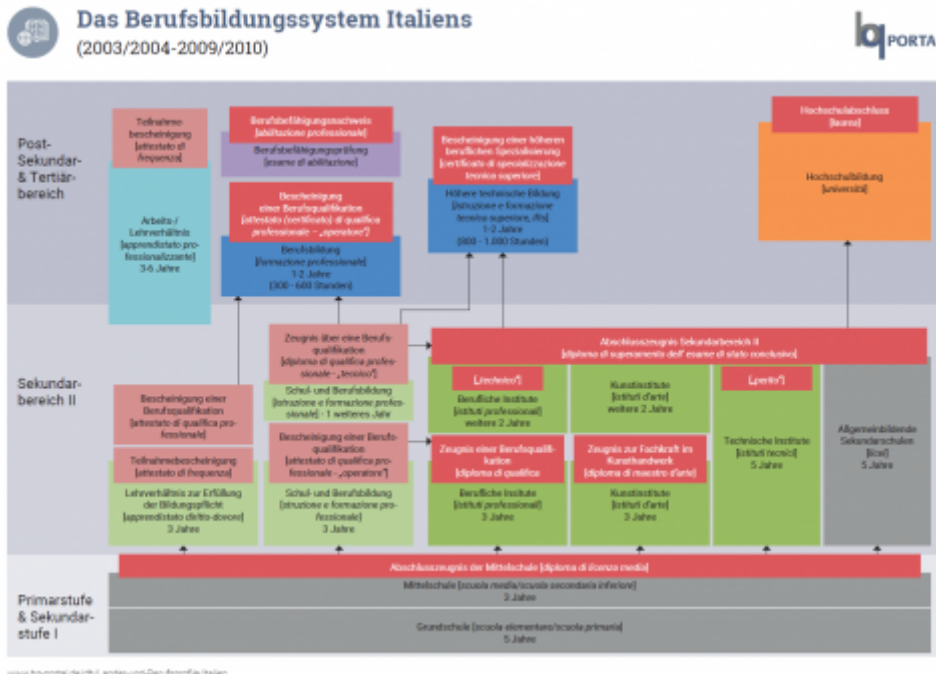 Das Berufsbildungssystem Italiens
(2003/2004-2009/2010)
bq PORTA
Post-
Sekundar-
& Tertiär-
bereich
Teilnahme-
bescheinigung
[attestato di
frequenza]
Arbeits-/
Lehrverhältnis
[apprendistato pro-
fessionalizzante]
3-6 Jahre
Berufsbefähigungsnachweis
[abilitazione professionale]
Berufsbefähigungsprüfung
[esame di abilitazione]
Bescheinigung
einer Berufsqualifikation
[attestato (certificato) di qualifica
professionale – „operatore“]
Berufsbildung
[formazione professionale]
1-2 Jahre
(300 - 600 Stunden)
Bescheinigung einer höheren
beruflichen Spezialisierung
[certificato di specializzazione
tecnica superiore]
Höhere technische Bildung
[istruzione e formazione
tecnica superiore, ifts]
1-2 Jahre
(800 - 1.000 Stunden)
Hochschulabschluss
[laurea]
Hochschulbildung
[università]
Sekundar-
bereich II
Bescheinigung einer
Berufsqualifikation
[attestato di qualifica pro-
fessionale]
Teilnahmebescheinigung
[attestato di frequenza]
Lehrverhältnis zur Erfüllung
der Bildungspflicht
[apprendistato diritto-dovere]
3 Jahre
Zeugnis über eine Berufs-
qualifikation
[diploma di qualifica profes-
sionale - „tecnico“]
Schul- und Berufsbildung
[istruzione e formazione profes-
sionale] - 1 weiteres Jahr
Bescheinigung einer Berufs-
qualifikation
[attestato di qualifica pro-
fessionale - „operatore“]
Schul- und Berufsbildung
[istruzione e formazione pro-
fessionale]
3 Jahre
Abschlusszeugnis Sekundarbereich II
[diploma di superamento dell' esame di stato conclusivo]
[„tecnico“]
Berufliche Institute
[istituti professionali]
weitere 2 Jahre
Zeugnis einer Berufsqualifi-
kation
[diploma di qualifica
Berufliche Institute
[istituti professionali]
3 Jahre
Kunstinstitute
[istituti d'arte]
weitere 2 Jahre
Zeugnis zur Fachkraft im
Kunsthandwerk
[diploma di maestro d'arte]
Kunstinstitute
[istituti d'arte]
3 Jahre
[„perito“]
Technische Institute
[istituti tecnici]
5 Jahre
Allgemeinbildende
Sekundarschulen
[licei]
5 Jahre
Primarstufe
& Sekundar-
stufe I
Abschlusszeugnis der Mittelschule [diploma di licenza media]
Mittelschule [scuola media/scuola secondaria inferiore]
3 Jahre
Grundschule [scuola elementare/scuola primaria]
5 Jahre